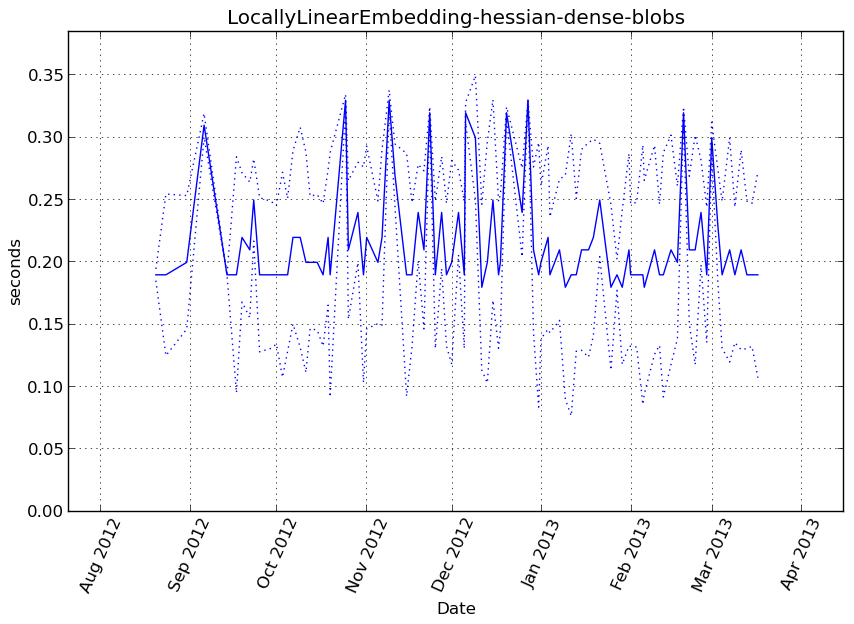 LocallyLinearEmbedding-hessian-dense-blobs
0.35
0.30
0.25
0.20
0.15
0.10
0.05
0.00
seconds
Aug 2012
Sep 2012
Oct 2012
Nov 2012
Dec 2012
Jan 2013
Feb 2013
Mar 2013
Apr 2013
Date